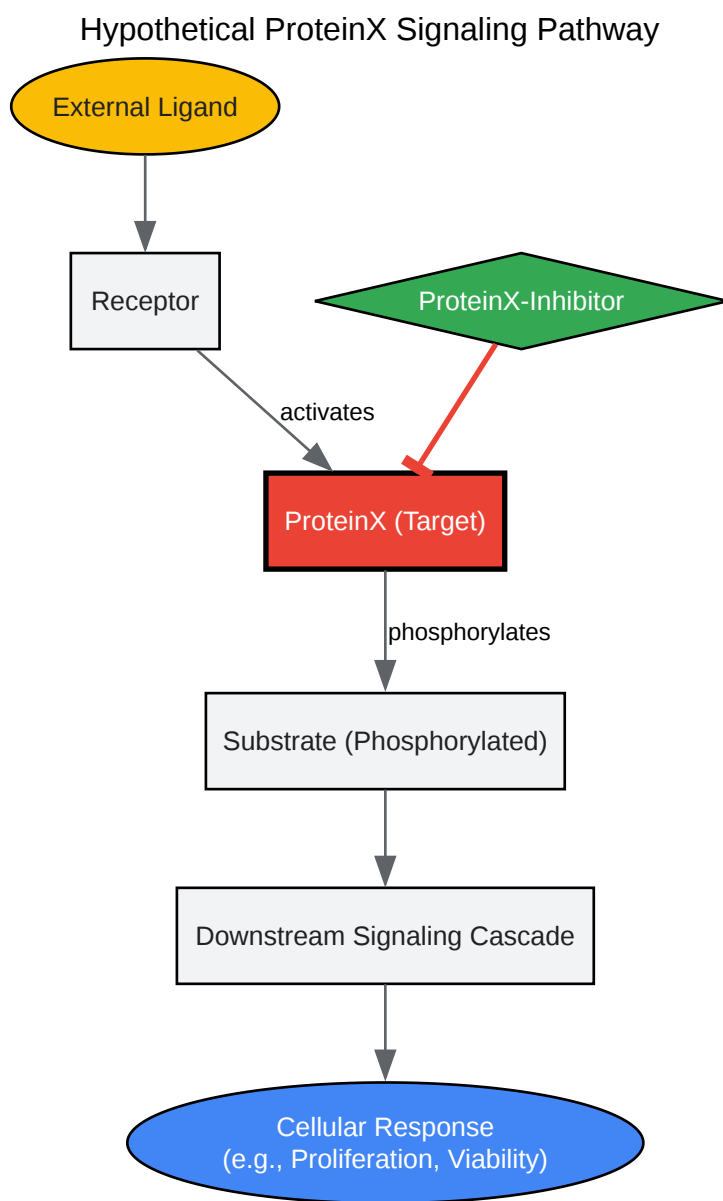 Hypothetical ProteinX Signaling Pathway
External Ligand
Receptor
ProteinX-Inhibitor
activates
ProteinX (Target)
phosphorylates
Substrate (Phosphorylated)
Downstream Signaling Cascade
Cellular Response
(e.g., Proliferation, Viability)